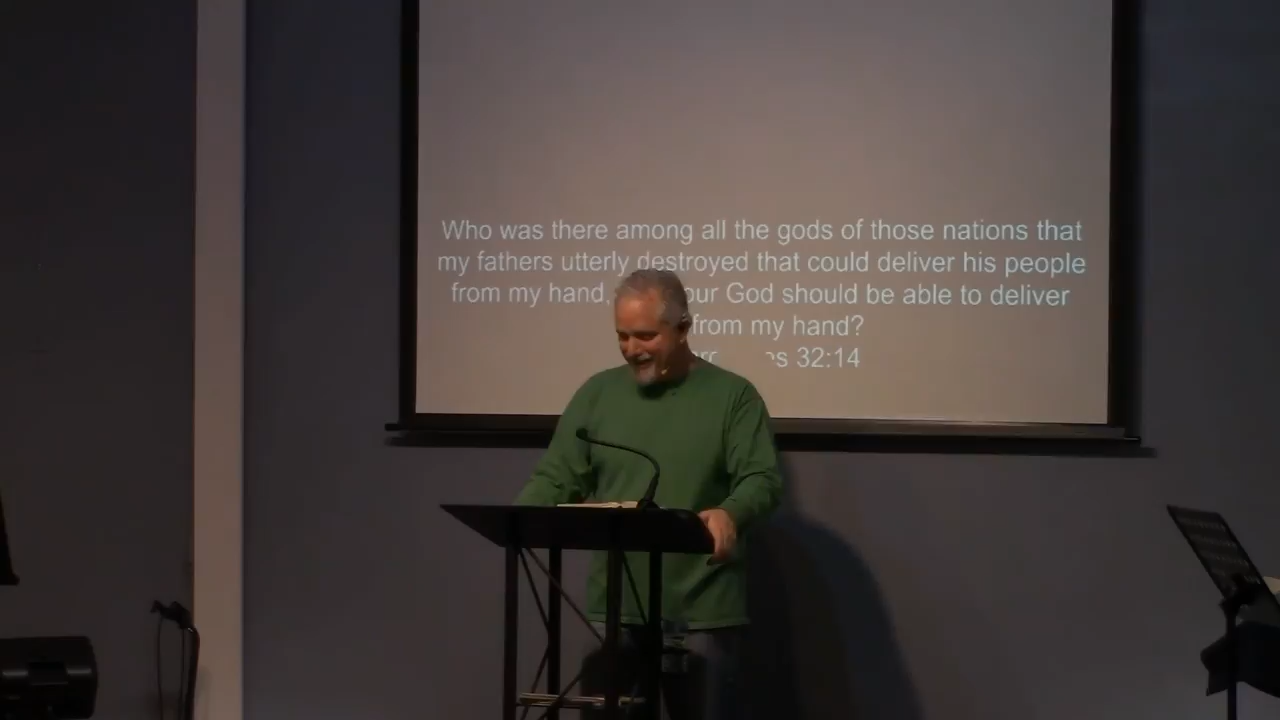 Who was there among all the gods of those nations that
my fathers utterly destroyed that could deliver his people
from my hand, our God should be able to deliver
from my hand?
32:14